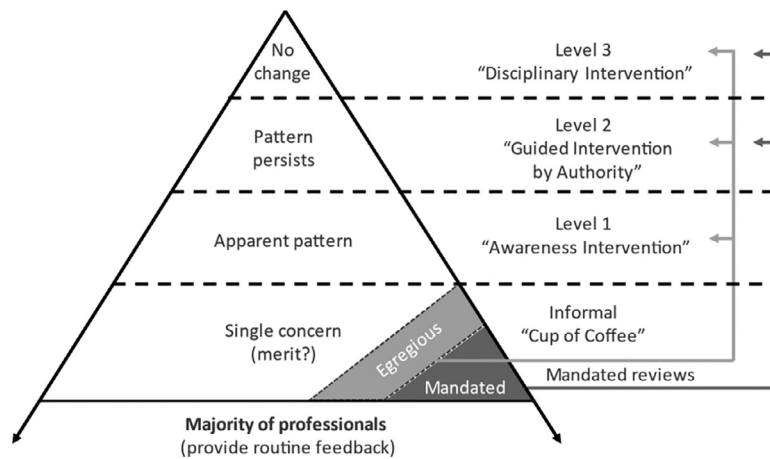 No
change
Level 3
“Disciplinary Intervention”
Pattern
persists
Level 2
“Guided Intervention
by Authority”
Apparent pattern
Level 1
“Awareness Intervention”
Single concern
(merit?)
Egregious
Mandated
Informal
“Cup of Coffee”
Mandated reviews
Majority of professionals
(provide routine feedback)